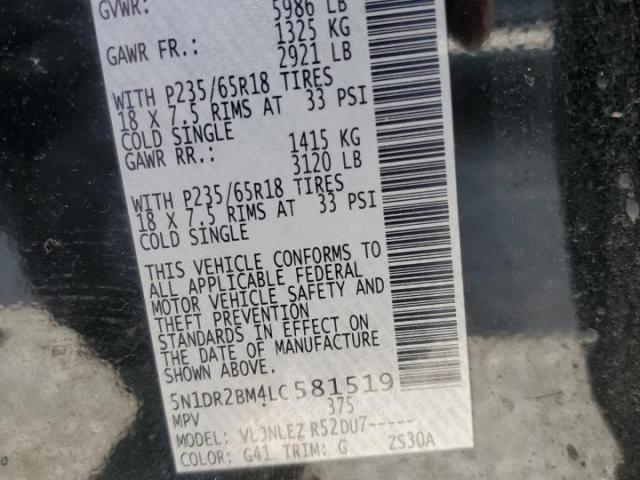 GVWR: 5986 LB
1325 KG
GAWR FR.: 2921 LB
WITH P235/65R18 TIRES
18 X 7.5 RIMS AT 33 PSI
COLD SINGLE
1415 KG
GAWR RR.: 3120 LB
WITH P235/65R18 TIRES
18 X 7.5 RIMS AT 33 PSI
COLD SINGLE
THIS VEHICLE CONFORMS TO
ALL APPLICABLE FEDERAL
MOTOR VEHICLE SAFETY AND
THEFT PREVENTION
STANDARDS IN EFFECT ON
THE DATE OF MANUFACTURE
SHOWN ABOVE.
5N1DR2BM4LC581519
MPV 375
MODEL: VL3NLEZ R52DU7-----
COLOR: G41 TRIM: G ZS30A